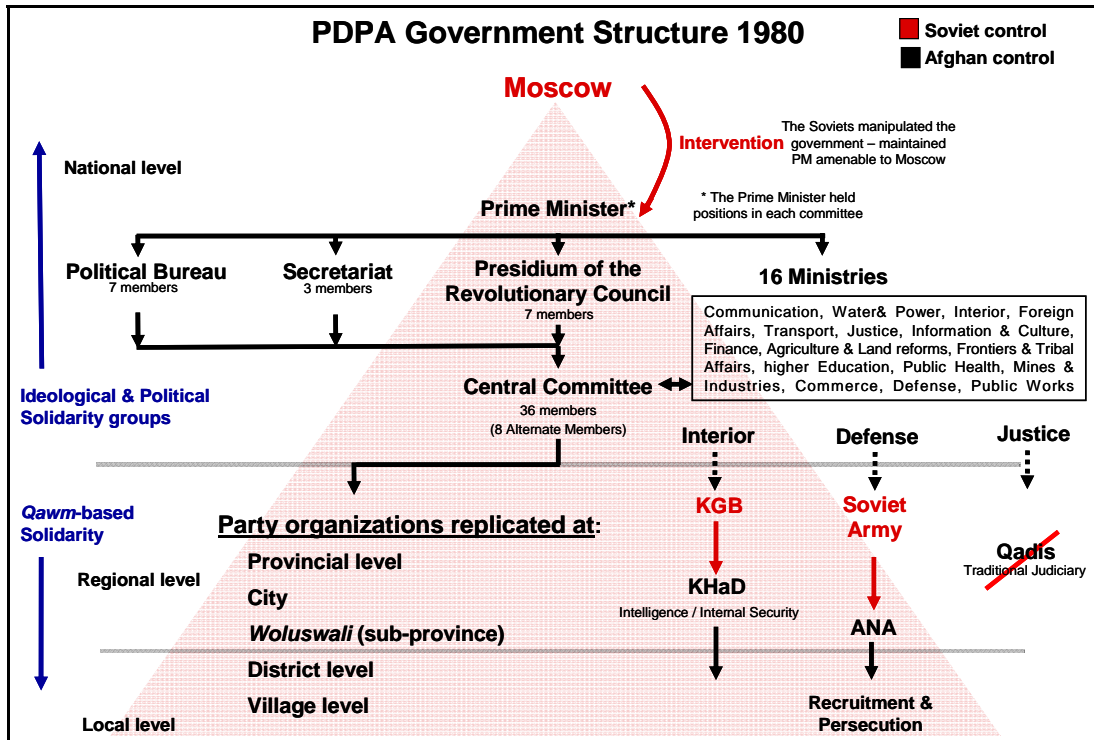 PDPA Government Structure 1980
Soviet control
Afghan control
Moscow
Intervention
The Soviets manipulated the
government – maintained
PM amenable to Moscow
National level
Prime Minister*
* The Prime Minister held
positions in each committee
Political Bureau
7 members
Secretariat
3 members
Presidium of the
Revolutionary Council
7 members
16 Ministries
Communication, Water& Power, Interior, Foreign
Affairs, Transport, Justice, Information & Culture,
Finance, Agriculture & Land reforms, Frontiers & Tribal
Affairs, higher Education, Public Health, Mines &
Industries, Commerce, Defense, Public Works
Ideological & Political
Solidarity groups
Central Committee
36 members
(8 Alternate Members)
Interior
Defense
Justice
Qawm-based
Solidarity
Party organizations replicated at:
Provincial level
City
Woluswali (sub-province)
District level
Village level
KGB
Soviet
Army
Qadis
Traditional Judiciary
Regional level
KHaD
Intelligence / Internal Security
ANA
Recruitment &
Persecution
Local level